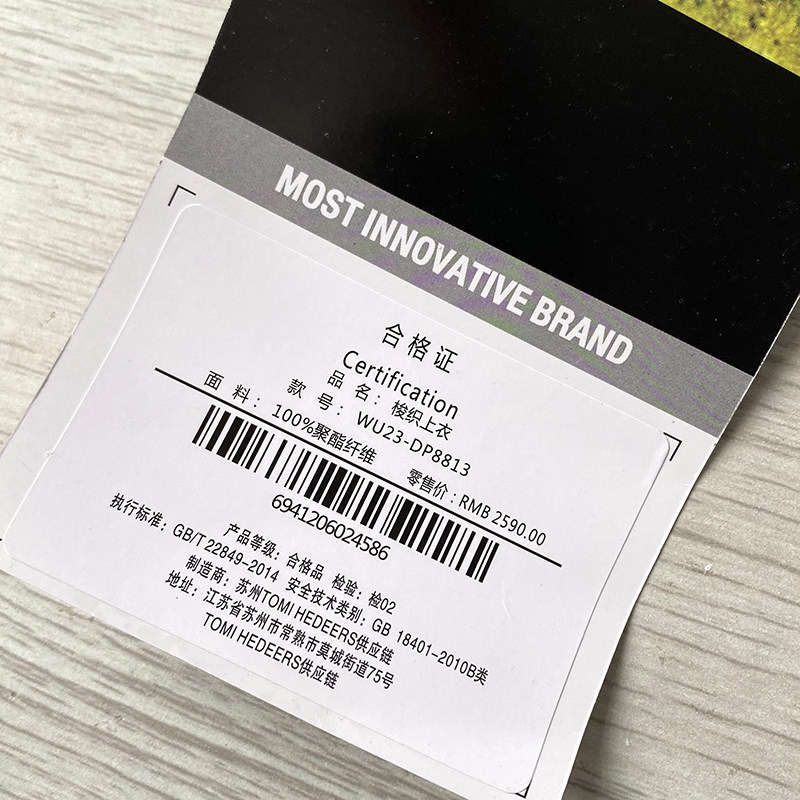 MOST INNOVATIVE BRAND
合格证
Certification
品 名：梭织上衣
款 号：WU23-DP8813
面 料：100%聚酯纤维
零售价：RMB 2590.00
6941206024586
产品等级：合格品 检验：检02
执行标准：GB/T 22849-2014 安全技术类别：GB 18401-2010B类
制造商：苏州TOMI HEDEERS供应链
地址：江苏省苏州市常熟市莫城街道75号
TOMI HEDEERS供应链